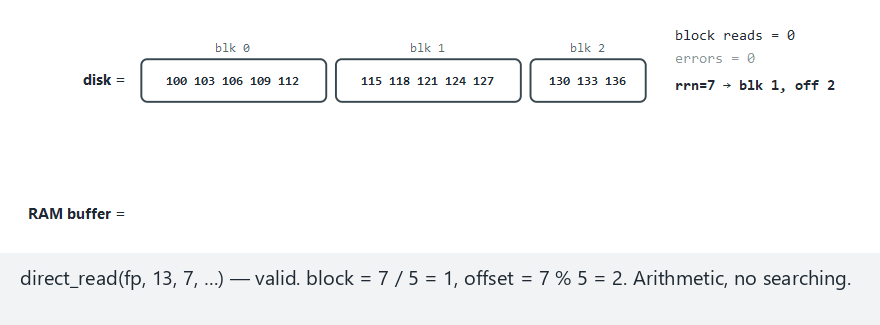 blk 0
blk 1
blk 2
disk =
100 103 106 109 112
115 118 121 124 127
130 133 136
block reads = 0
errors = 0
rrn=7 → blk 1, off 2
RAM buffer =
direct_read(fp, 13, 7, ...) — valid. block = 7 / 5 = 1, offset = 7 % 5 = 2. Arithmetic, no searching.